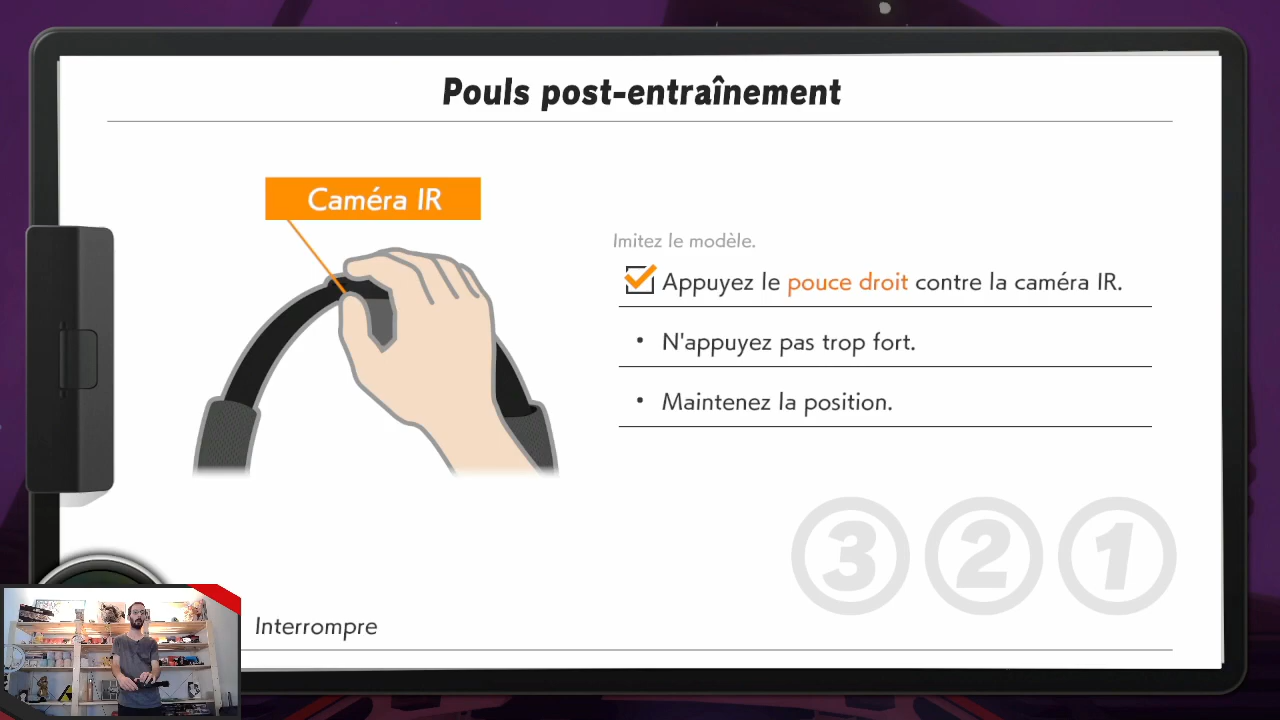 Pouls post-entraînement
Caméra IR
Imitez le modèle.
Appuyez le pouce droit contre la caméra IR.
• N'appuyez pas trop fort.
• Maintenez la position.
3 2 1
Interrompre